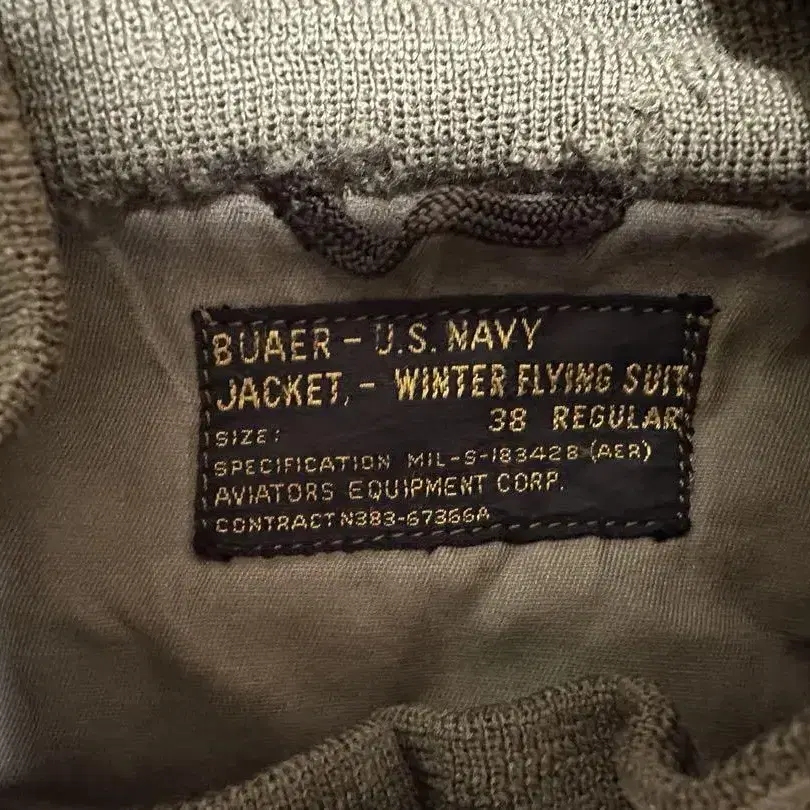 BUAER - U.S. NAVY
JACKET, - WINTER FLYING SUIT
38 REGULAR
SIZE:
SPECIFICATION MIL-S-18342B (AER)
AVIATORS EQUIPMENT CORP.
CONTRACT N383-67366A